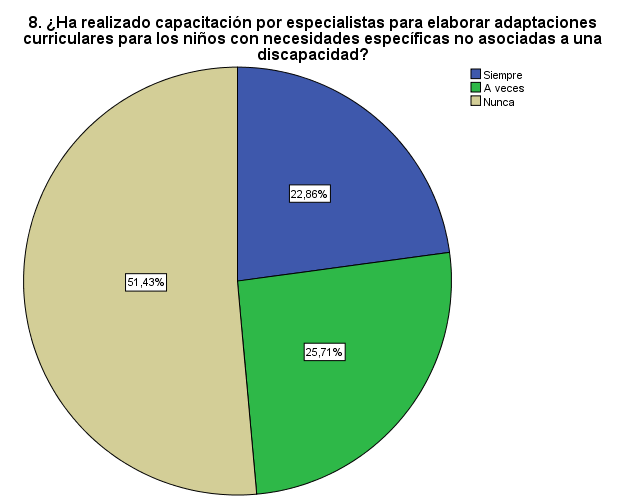 8. ¿Ha realizado capacitación por especialistas para elaborar adaptaciones
curriculares para los niños con necesidades específicas no asociadas a una
discapacidad?
Siempre
A veces
Nunca
22,86%
51,43%
25,71%